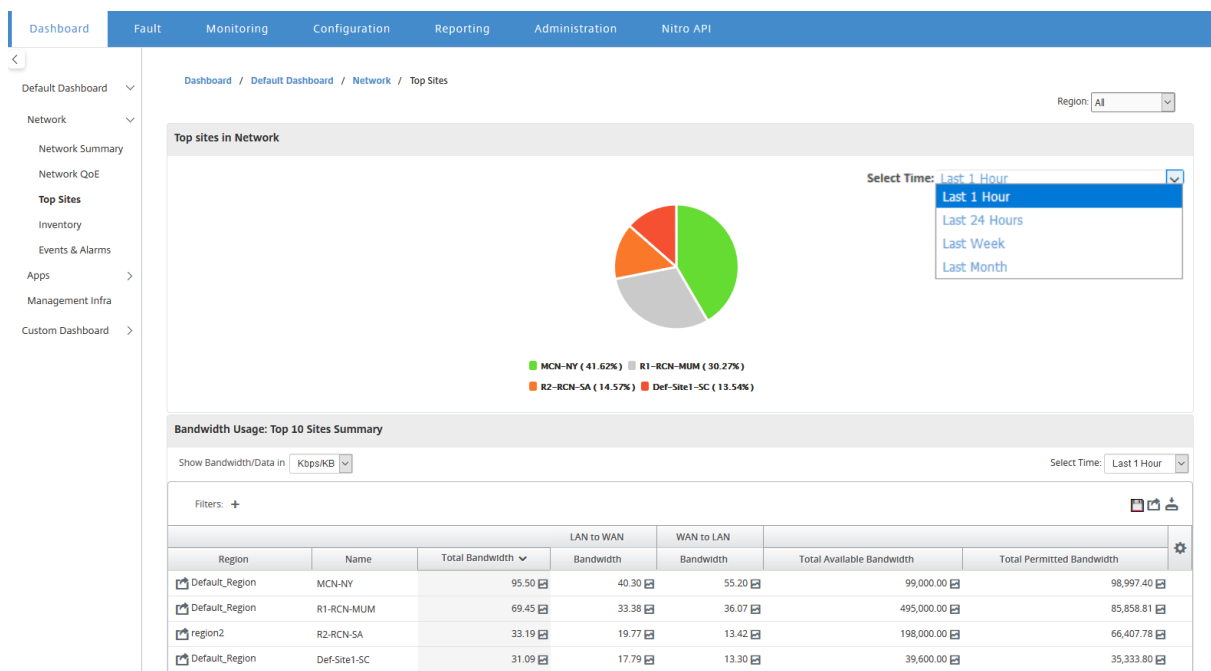 Dashboard Fault Monitoring Configuration Reporting Administration Nitro API
Default Dashboard
Network
Network Summary
Network QoE
Top Sites
Inventory
Events & Alarms
Apps
Management Infra
Custom Dashboard
Dashboard / Default Dashboard / Network / Top Sites
Region: All
Top sites in Network
Select Time: Last 1 Hour
Last 1 Hour
Last 24 Hours
Last Week
Last Month
MCN-NY ( 41.62% ) R1-RCN-MUM ( 30.27% )
R2-RCN-SA ( 14.57% ) Def-Site1-SC ( 13.54% )
Bandwidth Usage: Top 10 Sites Summary
Show Bandwidth/Data in Kbps/KB Select Time: Last 1 Hour
Filters: +
LAN to WAN WAN to LAN
Region Name Total Bandwidth Bandwidth Bandwidth Total Available Bandwidth Total Permitted Bandwidth
Default_Region MCN-NY 95.50 40.30 55.20 99,000.00 98,997.40
Default_Region R1-RCN-MUM 69.45 33.38 36.07 495,000.00 85,858.81
region2 R2-RCN-SA 33.19 19.77 13.42 198,000.00 66,407.78
Default_Region Def-Site1-SC 31.09 17.79 13.30 39,600.00 35,333.80